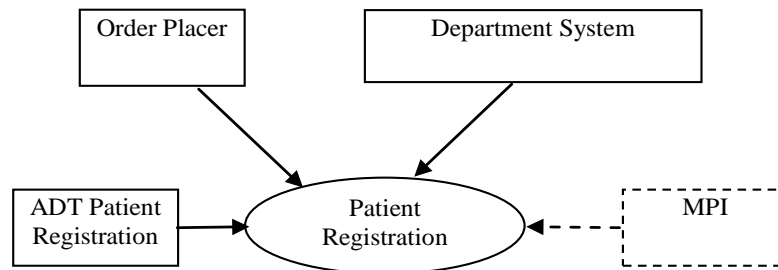 Order Placer
Department System
ADT Patient
Registration
Patient
Registration
MPI